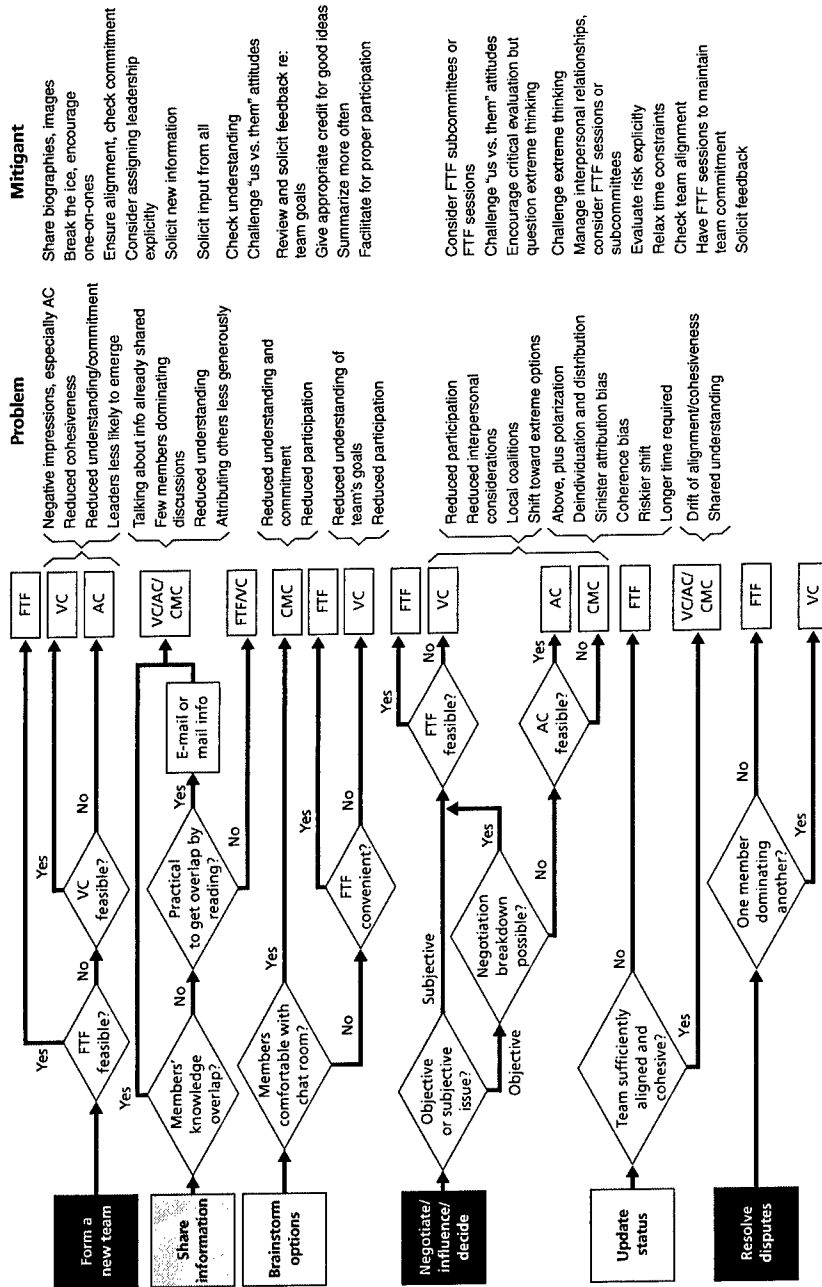 Problem
Mitigant
Form a
new team
FTF
feasible?
Yes
No
VC
feasible?
Yes
No
FTF
VC
AC
Negative impressions, especially AC
Reduced cohesiveness
Reduced understanding/commitment
Leaders less likely to emerge
Share biographies, images
Break the ice, encourage
one-on-ones
Ensure alignment, check commitment
Consider assigning leadership
explicitly
Share
information
Members'
knowledge
overlap?
Yes
No
Practical
to get overlap by
reading?
Yes
No
E-mail or
mail info
VC/AC/
CMC
FTF/VC
Talking about info already shared
Few members dominating
discussions
Reduced understanding
Attributing others less generously
Solicit new information
Solicit input from all
Check understanding
Challenge "us vs. them" attitudes
Brainstorm
options
Members
comfortable with
chat room?
Yes
No
FTF
convenient?
Yes
No
CMC
FTF
VC
Reduced understanding and
commitment
Reduced participation
Reduced understanding of
team's goals
Reduced participation
Review and solicit feedback re:
team goals
Give appropriate credit for good ideas
Summarize more often
Facilitate for proper participation
Negotiate/
influence/
decide
Objective
or subjective
issue?
Subjective
Objective
Negotiation
breakdown
possible?
Yes
No
FTF
feasible?
Yes
No
AC
feasible?
Yes
No
FTF
VC
AC
CMC
Reduced participation
Reduced interpersonal
considerations
Local coalitions
Shift toward extreme options
Above, plus polarization
Deindividuation and distribution
Sinister attribution bias
Coherence bias
Riskier shift
Longer time required
Consider FTF subcommittees or
FTF sessions
Challenge "us vs. them" attitudes
Encourage critical evaluation but
question extreme thinking
Challenge extreme thinking
Manage interpersonal relationships,
consider FTF sessions or
subcommittees
Evaluate risk explicitly
Relax time constraints
Update
status
Team sufficiently
aligned and
cohesive?
No
Yes
FTF
VC/AC/
CMC
Drift of alignment/cohesiveness
Shared understanding
Check team alignment
Have FTF sessions to maintain
team commitment
Solicit feedback
Resolve
disputes
One member
dominating
another?
No
Yes
FTF
VC